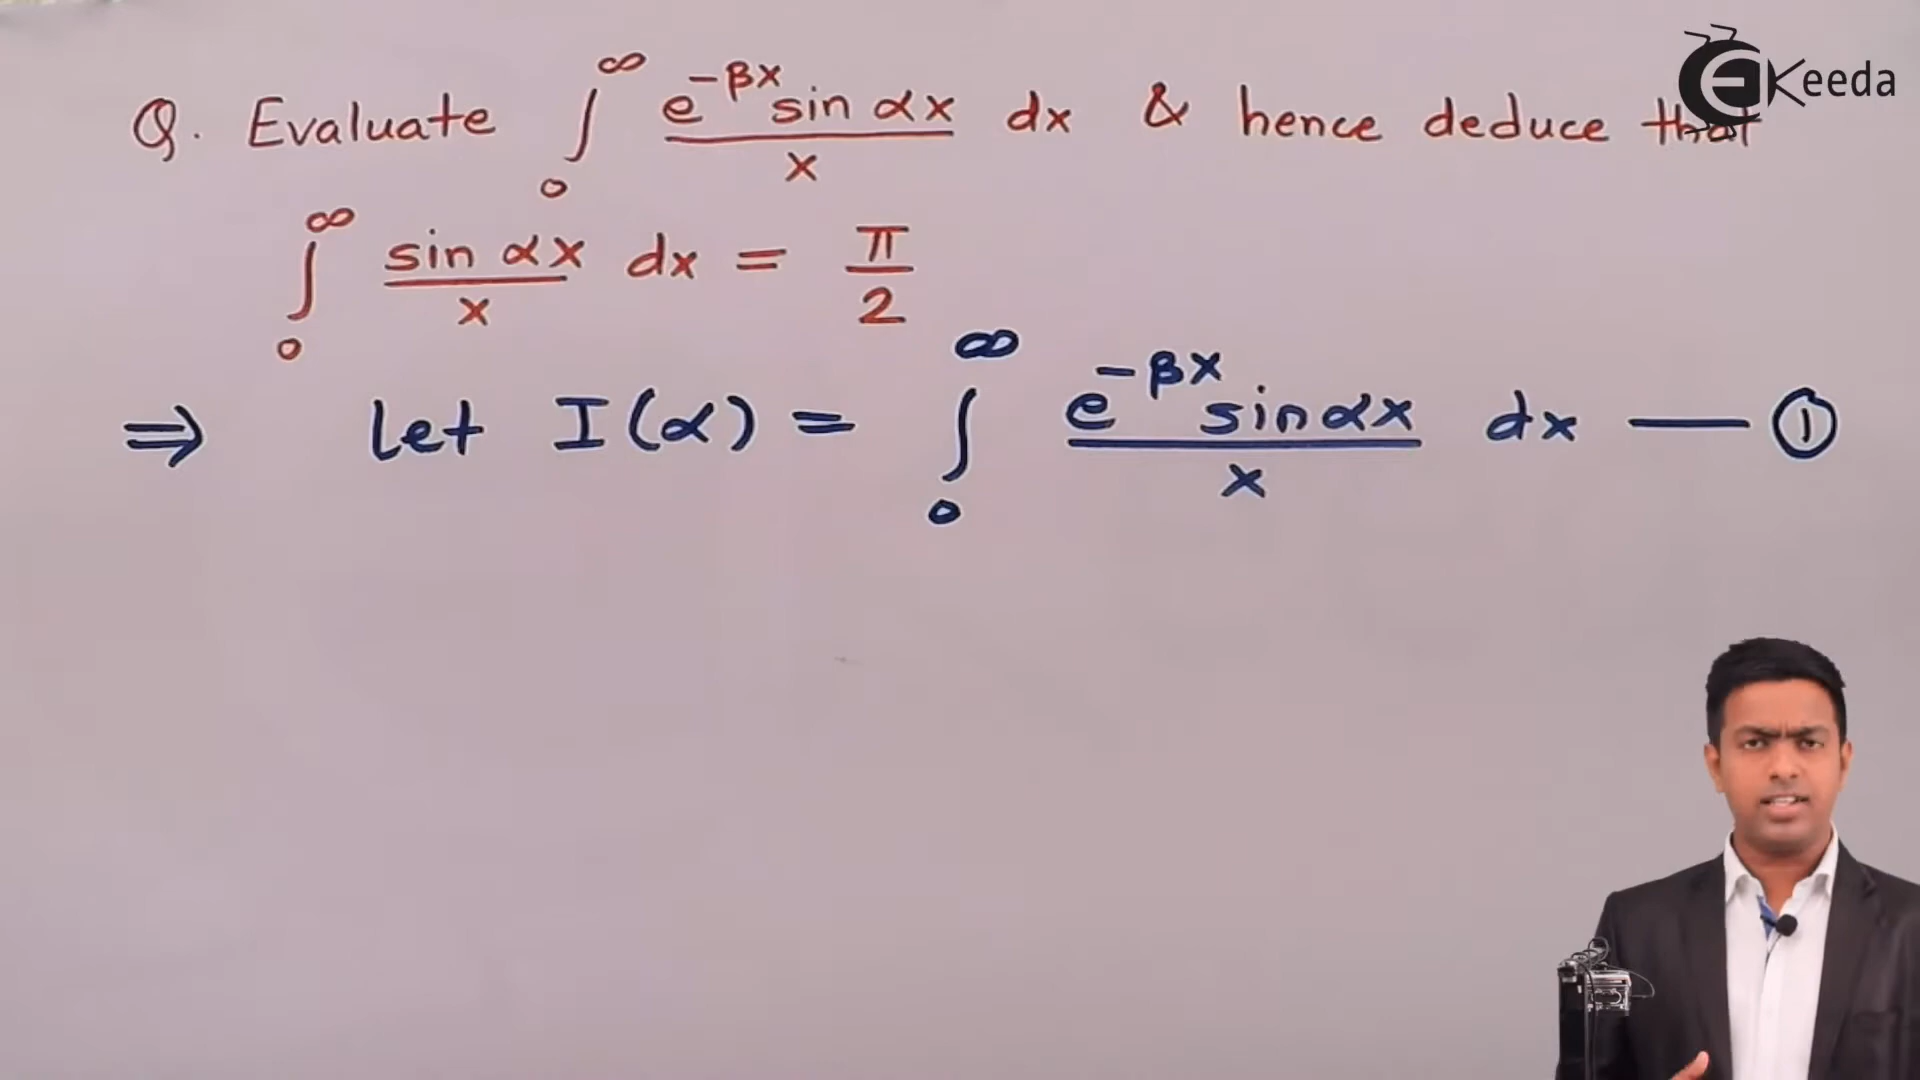 Q. Evaluate ∫₀^∞ (e^(-βx) sin αx)/x dx & hence deduce that
∫₀^∞ (sin αx)/x dx = π/2
⇒ Let I(α) = ∫₀^∞ (e^(-βx) sin αx)/x dx — ①
eKeeda